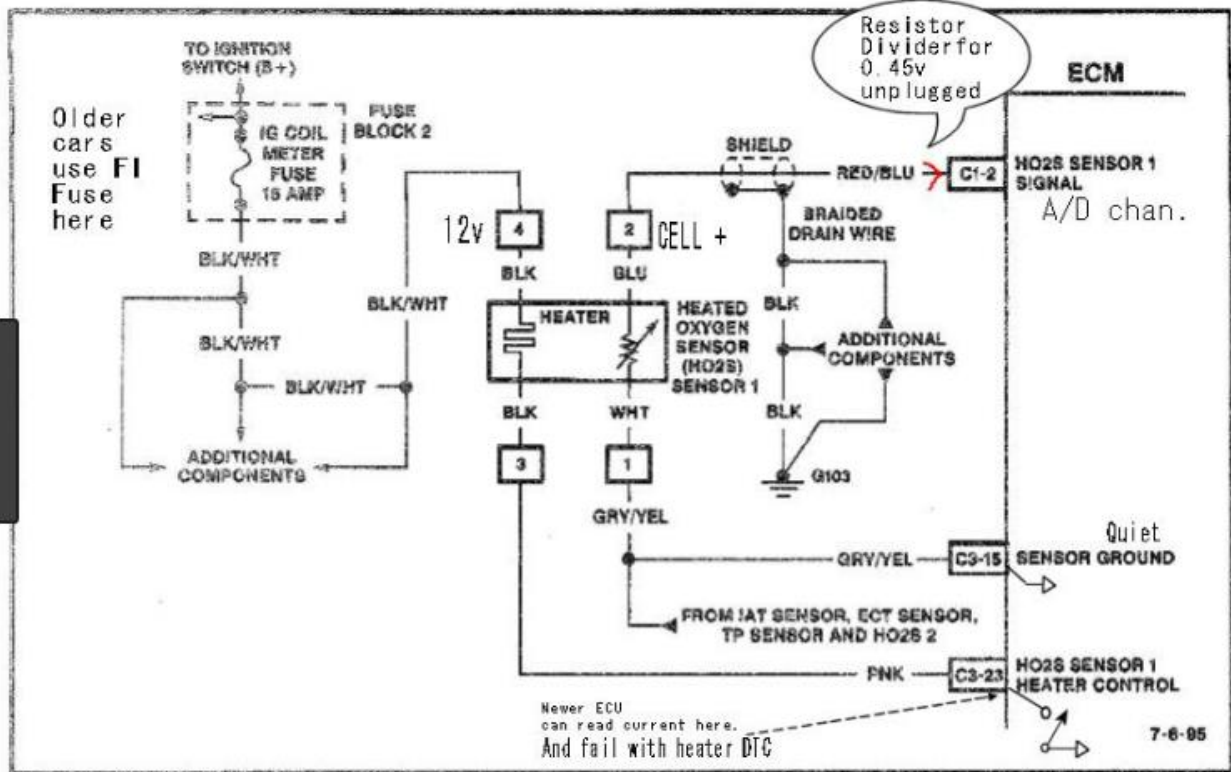 Resistor
Dividerfor
0.45v
unplugged
ECM
TO IGNITION
SWITCH (B+)
Older
cars
use FI
Fuse
here
IG COIL
METER
FUSE
15 AMP
FUSE
BLOCK 2
SHIELD
RED/BLU
C1-2
HO2S SENSOR 1
SIGNAL
A/D chan.
12v
4
2
CELL +
BRAIDED
DRAIN WIRE
BLK/WHT
BLK
BLU
BLK/WHT
HEATER
HEATED
OXYGEN
SENSOR
(HO2S)
SENSOR 1
BLK
BLK/WHT
ADDITIONAL
COMPONENTS
BLK/WHT
BLK
WHT
BLK
ADDITIONAL
COMPONENTS
3
1
G103
GRY/YEL
Quiet
GRY/YEL
C3-15
SENSOR GROUND
FROM IAT SENSOR, ECT SENSOR,
TP SENSOR AND HO2S 2
PNK
C3-23
HO2S SENSOR 1
HEATER CONTROL
Newer ECU
can read current here.
And fail with heater DTC
7-6-95